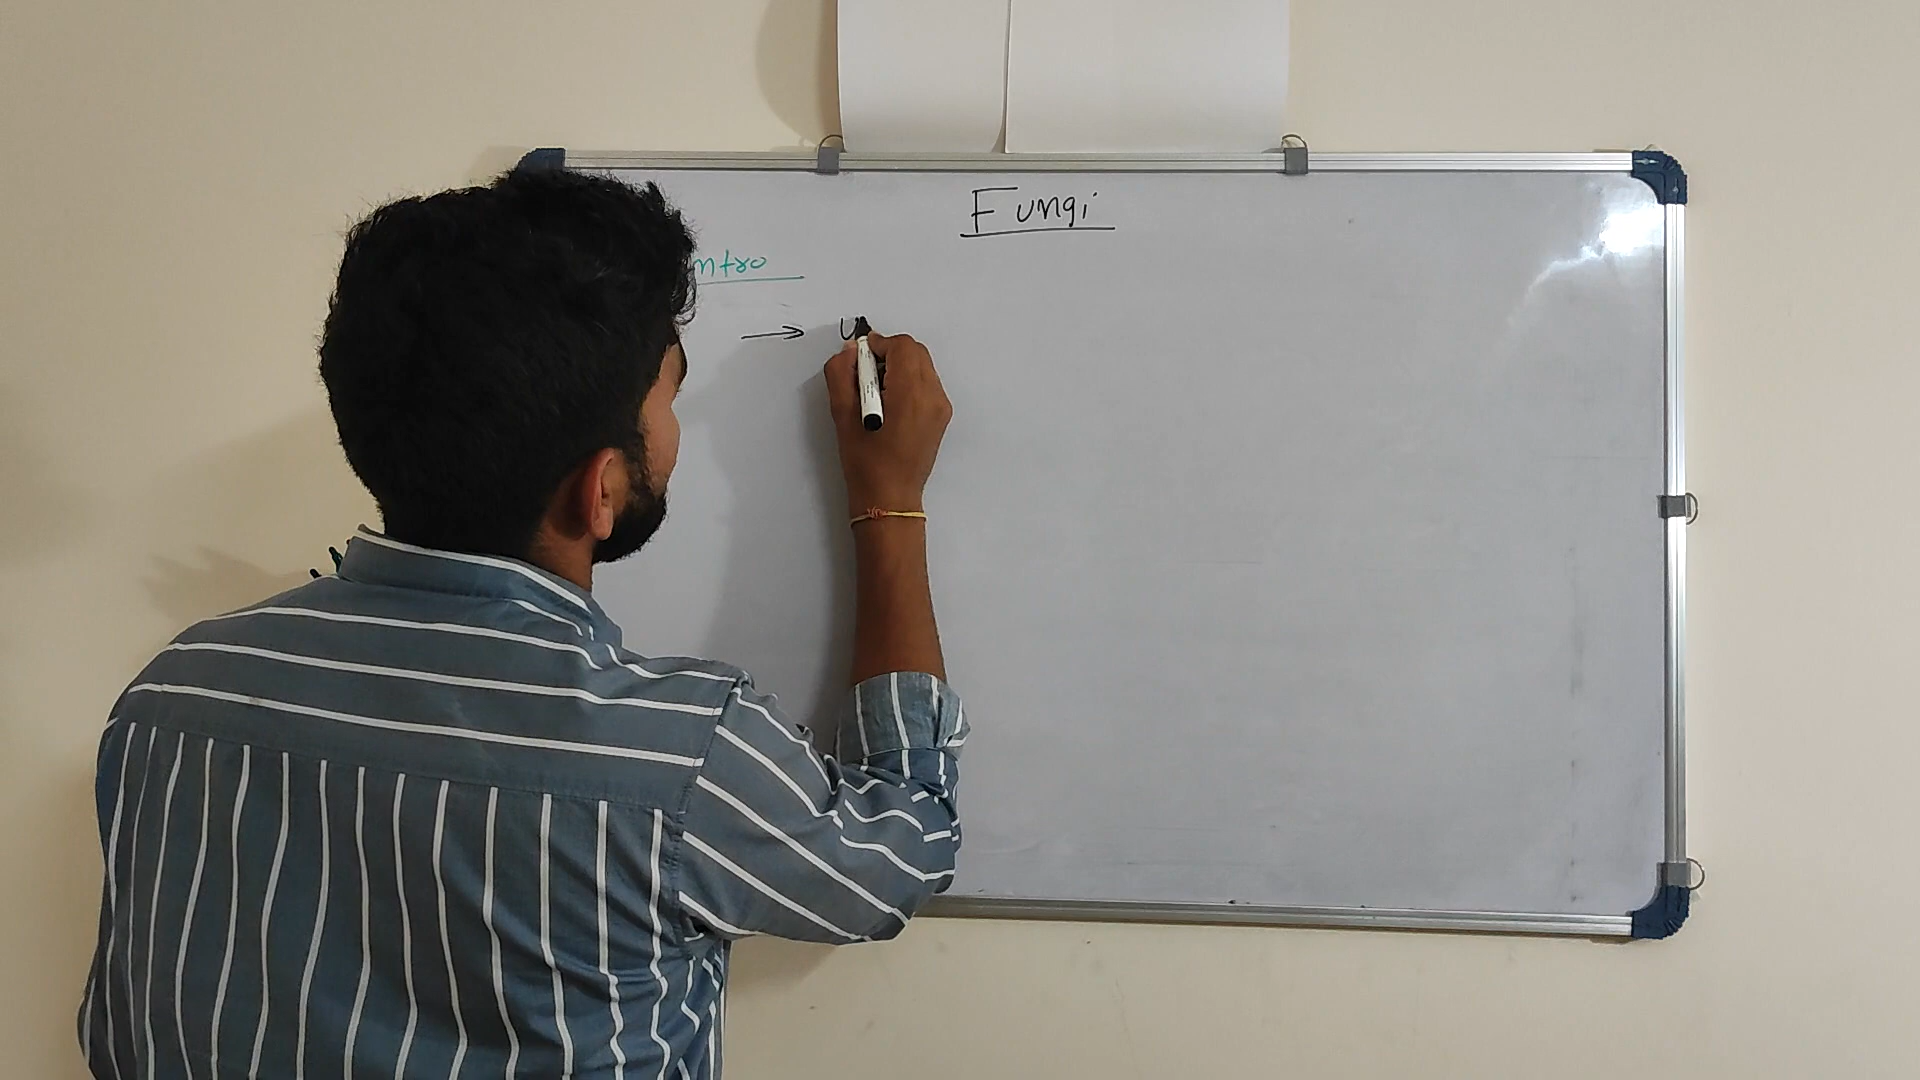 Fungi
ntro
→ U